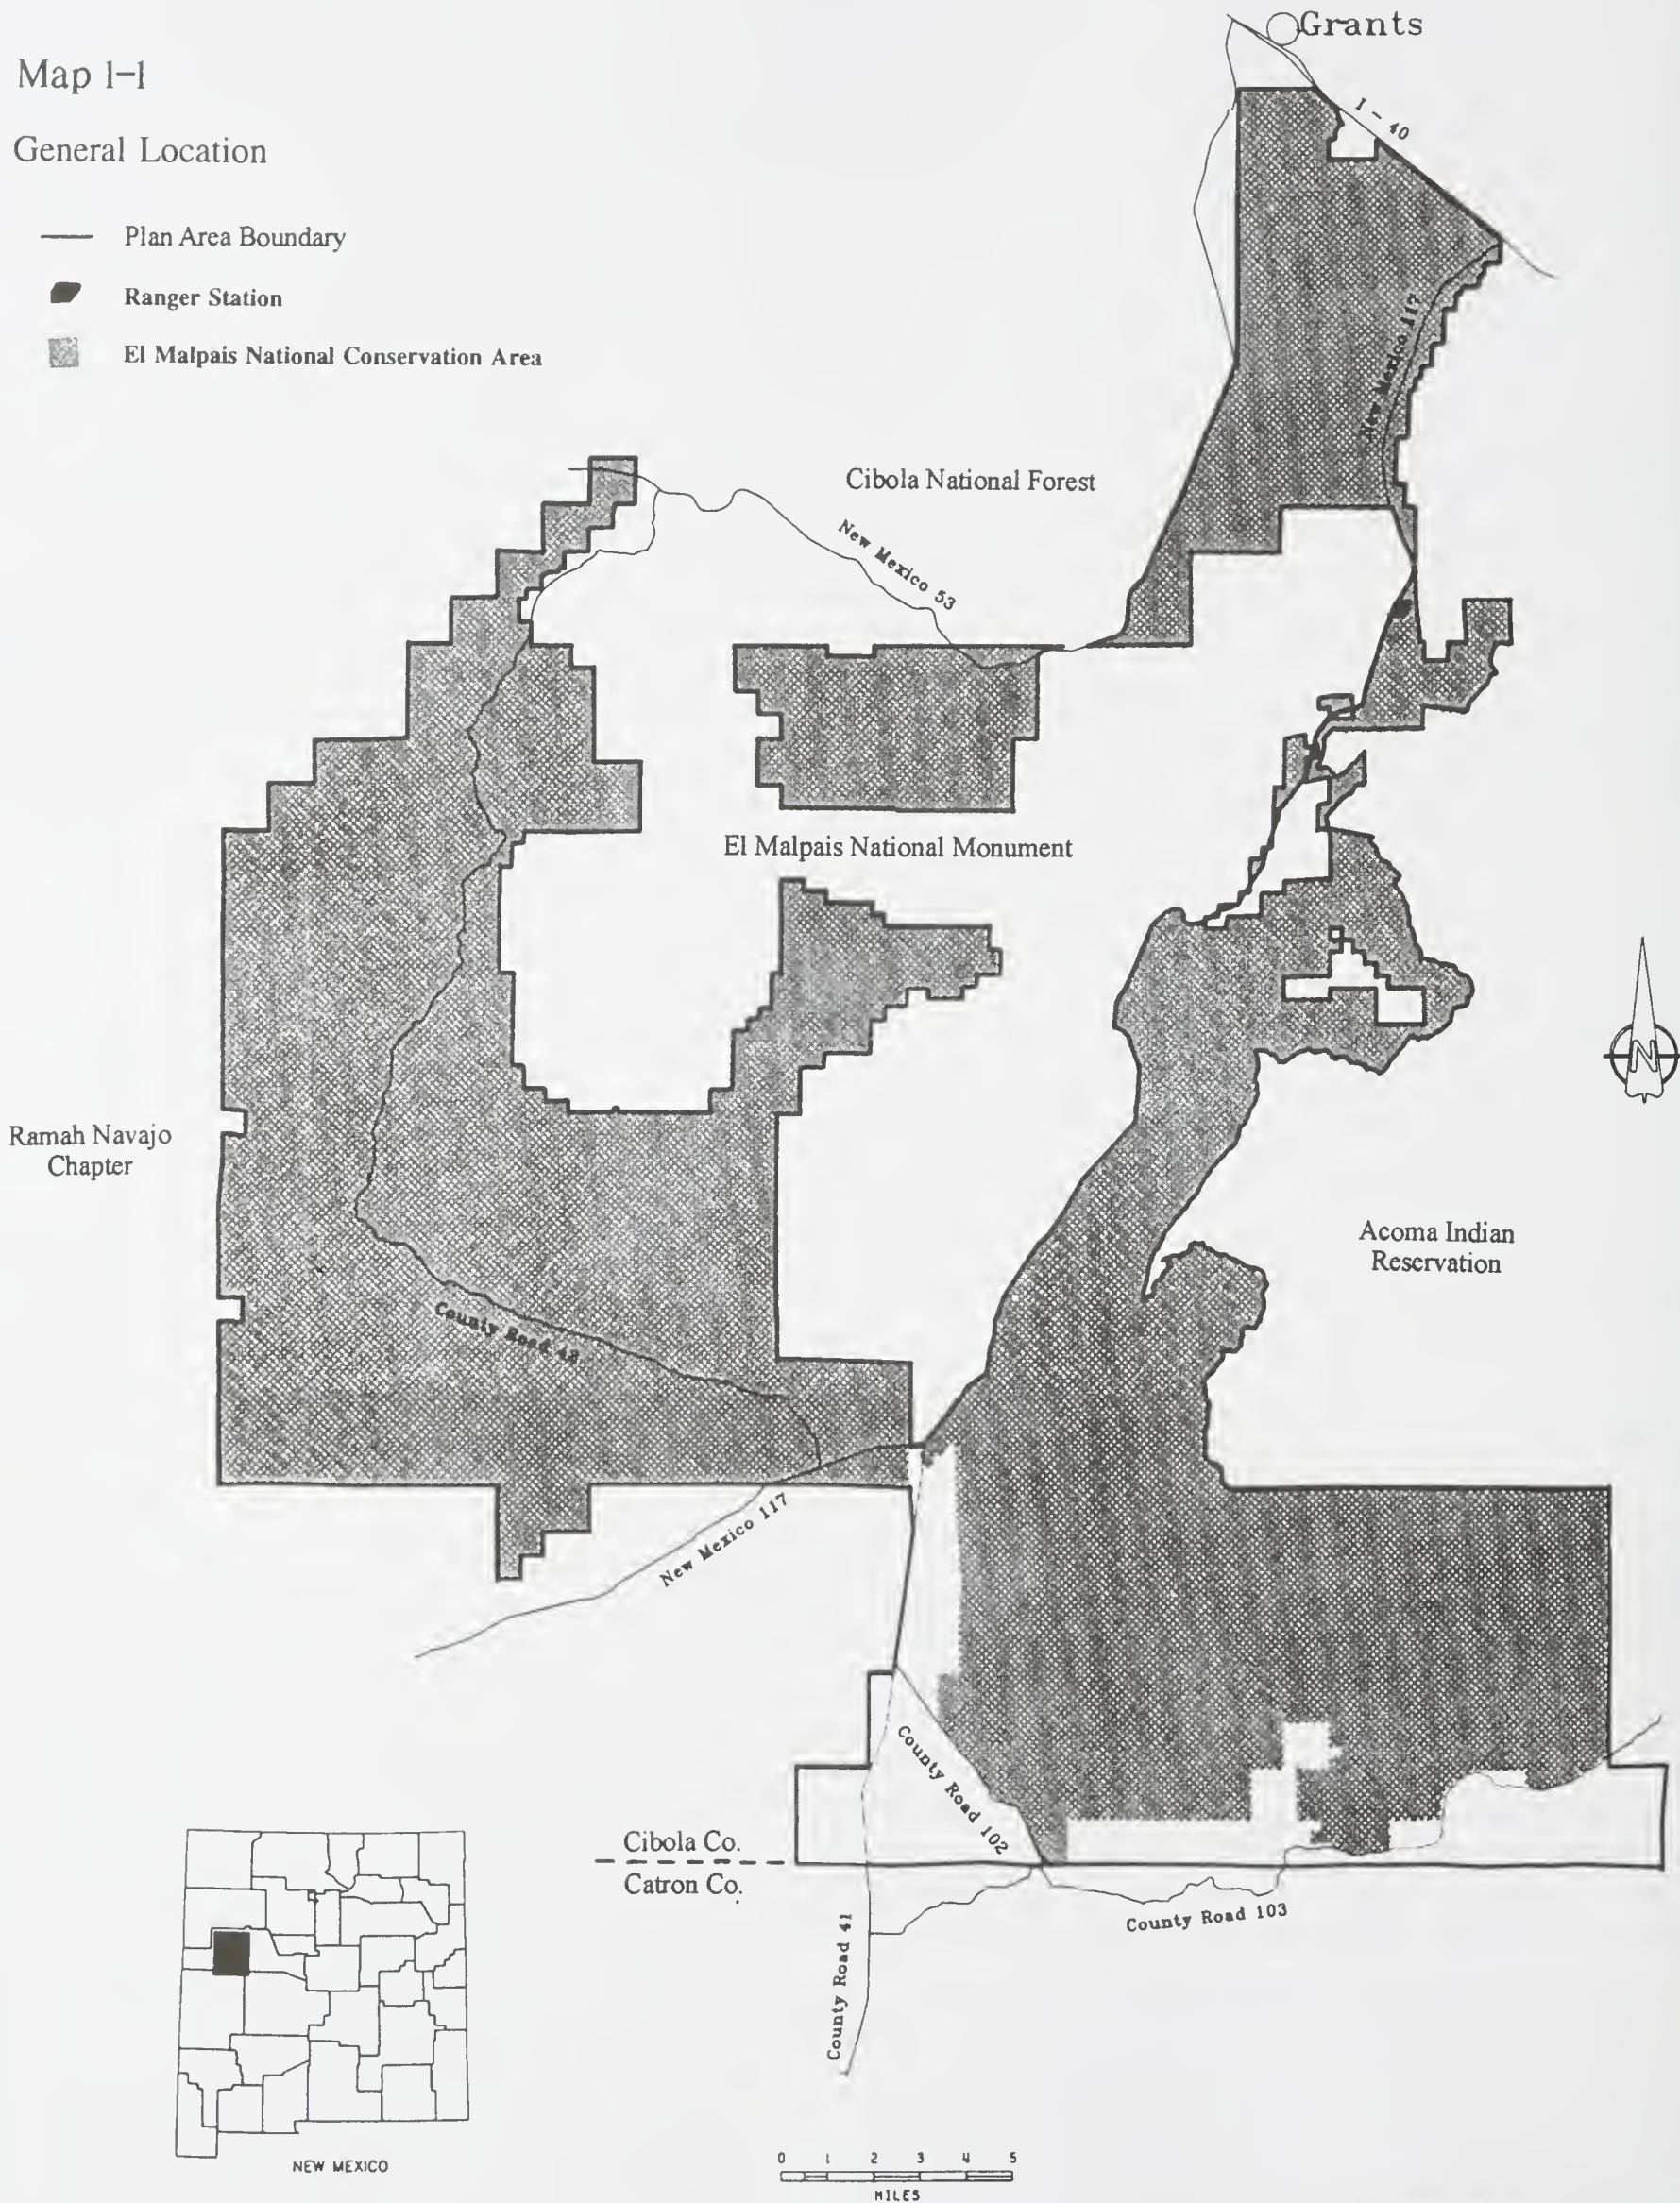 Map 1-1
General Location
Plan Area Boundary
Ranger Station
El Malpais National Conservation Area
Grants
I - 40
New Mexico 117
Cibola National Forest
New Mexico 53
El Malpais National Monument
Ramah Navajo
Chapter
N
Acoma Indian
Reservation
County Road 42
New Mexico 117
County Road 102
Cibola Co.
Catron Co.
County Road 103
County Road 41
NEW MEXICO
0 1 2 3 4 5
MILES